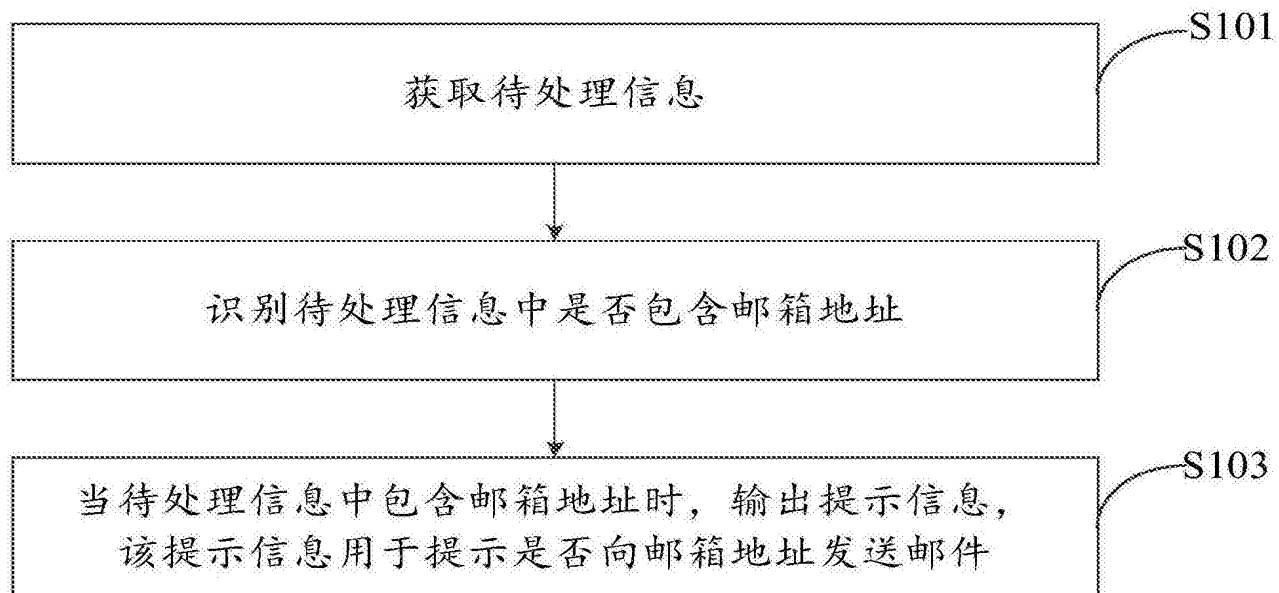 S101
获取待处理信息
S102
识别待处理信息中是否包含邮箱地址
S103
当待处理信息中包含邮箱地址时，输出提示信息，
该提示信息用于提示是否向邮箱地址发送邮件